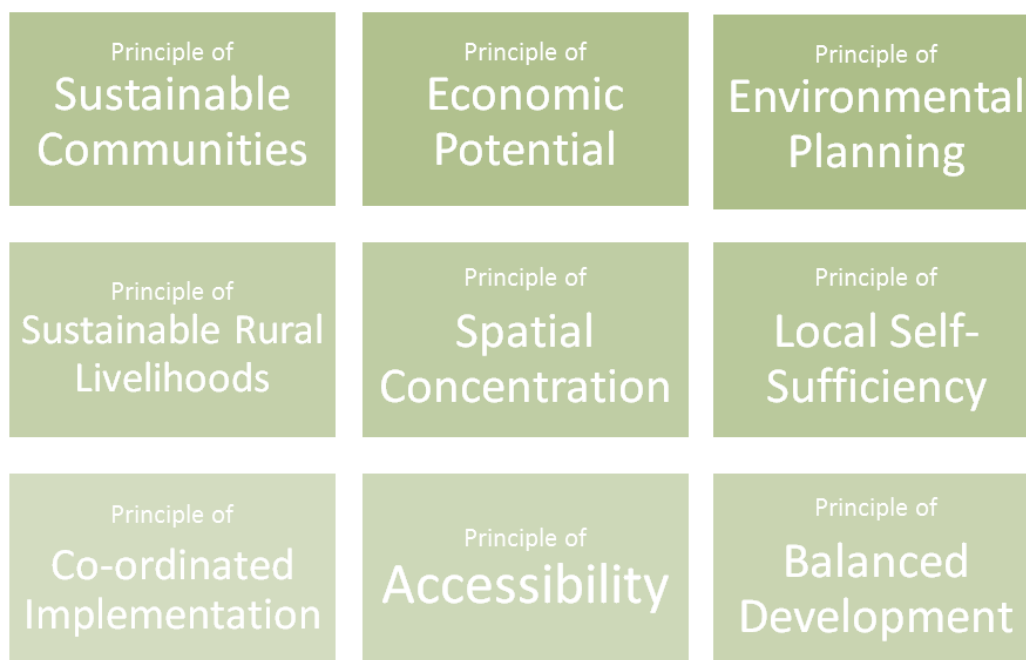 Principle of
Sustainable
Communities
Principle of
Economic
Potential
Principle of
Environmental
Planning
Principle of
Sustainable Rural
Livelihoods
Principle of
Spatial
Concentration
Principle of
Local Self-
Sufficiency
Principle of
Co-ordinated
Implementation
Principle of
Accessibility
Principle of
Balanced
Development